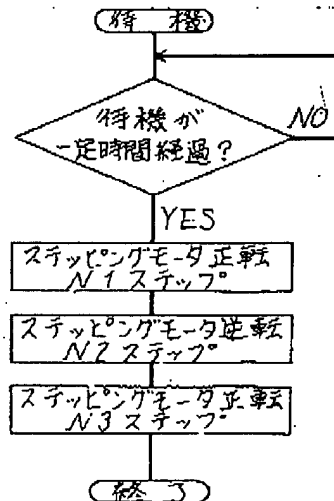 待機
待機が
一定時間経過?
NO
YES
ステッピングモータ正転
N1ステップ
ステッピングモータ逆転
N2ステップ
ステッピングモータ正転
N3ステップ
終了